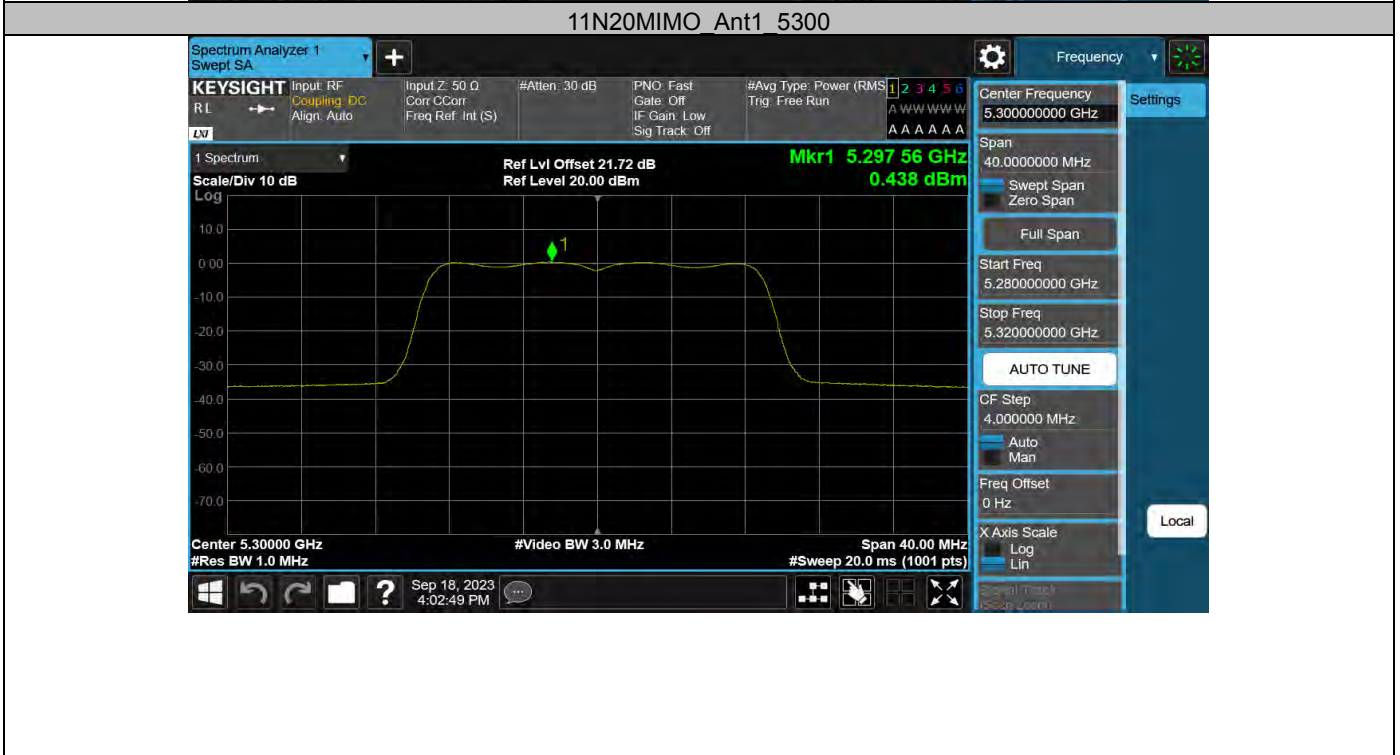 11N20MIMO_Ant1_5300
Spectrum Analyzer 1
Swept SA
+
Frequency
KEYSIGHT
RL
LXI
Input: RF
Coupling: DC
Align: Auto
Input Z: 50 Ω
Corr CCorr
Freq Ref: Int (S)
#Atten: 30 dB
PNO: Fast
Gate: Off
IF Gain: Low
Sig Track: Off
#Avg Type: Power (RMS
Trig: Free Run
1 2 3 4 5 6
A W W W W W
A A A A A A
Center Frequency
5.300000000 GHz
Settings
1 Spectrum
Scale/Div 10 dB
Log
Ref Lvl Offset 21.72 dB
Ref Level 20.00 dBm
Mkr1 5.297 56 GHz
0.438 dBm
Span
40.0000000 MHz
Swept Span
Zero Span
Full Span
Start Freq
5.280000000 GHz
Stop Freq
5.320000000 GHz
AUTO TUNE
CF Step
4.000000 MHz
Auto
Man
Freq Offset
0 Hz
X Axis Scale
Log
Lin
Local
10.0
1
0.00
-10.0
-20.0
-30.0
-40.0
-50.0
-60.0
-70.0
Center 5.30000 GHz
#Video BW 3.0 MHz
Span 40.00 MHz
#Res BW 1.0 MHz
#Sweep 20.0 ms (1001 pts)
?
Sep 18, 2023
4:02:49 PM
Signal Track